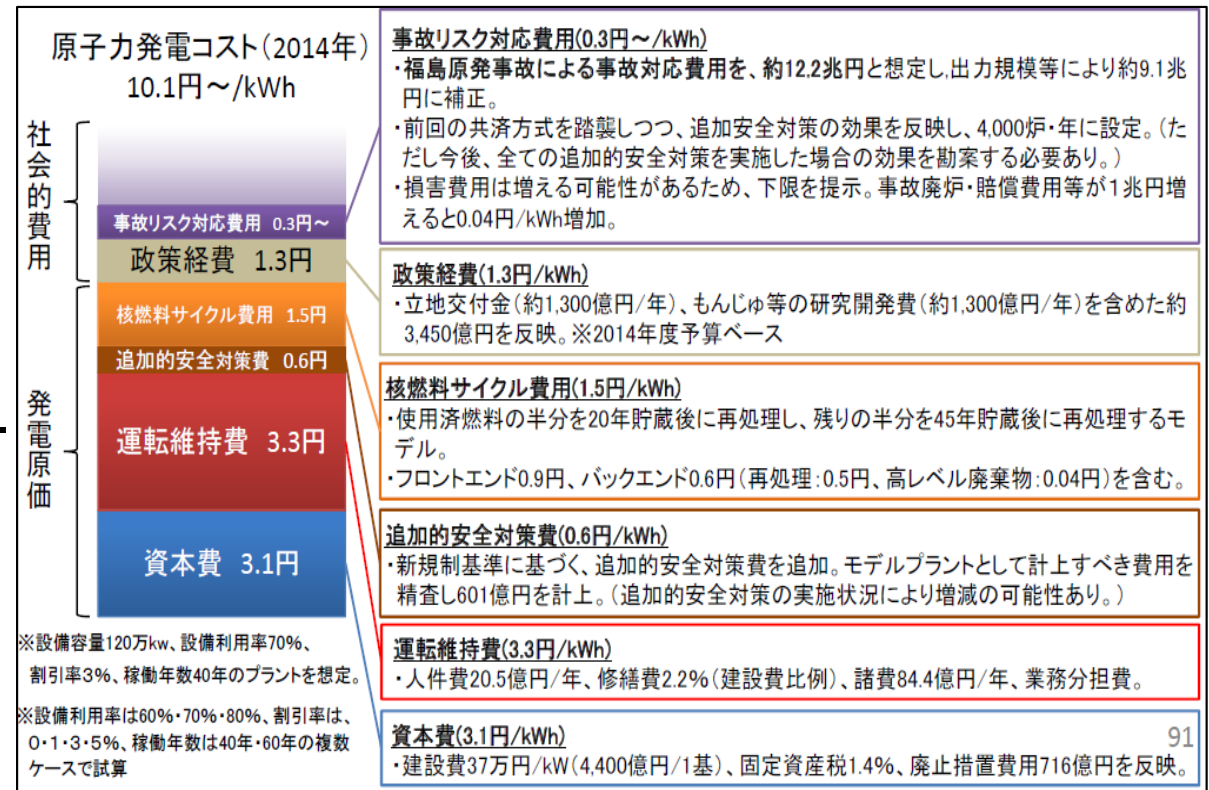 原子力発電コスト(2014年)
10.1円～/kWh
社会的費用
事故リスク対応費用 0.3円～
政策経費 1.3円
発電原価
核燃料サイクル費用 1.5円
追加的安全対策費 0.6円
運転維持費 3.3円
資本費 3.1円
※設備容量120万kw、設備利用率70%、
割引率3%、稼働年数40年のプラントを想定。
※設備利用率は60%・70%・80%、割引率は、
0・1・3・5%、稼働年数は40年・60年の複数
ケースで試算
事故リスク対応費用(0.3円～/kWh)
・福島原発事故による事故対応費用を、約12.2兆円と想定し,出力規模等により約9.1兆
円に補正。
・前回の共済方式を踏襲しつつ、追加安全対策の効果を反映し、4,000炉・年に設定。(た
だし今後、全ての追加的安全対策を実施した場合の効果を勘案する必要あり。)
・損害費用は増える可能性があるため、下限を提示。事故廃炉・賠償費用等が1兆円増
えると0.04円/kWh増加。
政策経費(1.3円/kWh)
・立地交付金(約1,300億円/年)、もんじゅ等の研究開発費(約1,300億円/年)を含めた約
3,450億円を反映。※2014年度予算ベース
核燃料サイクル費用(1.5円/kWh)
・使用済燃料の半分を20年貯蔵後に再処理し、残りの半分を45年貯蔵後に再処理するモ
デル。
・フロントエンド0.9円、バックエンド0.6円(再処理:0.5円、高レベル廃棄物:0.04円)を含む。
追加的安全対策費(0.6円/kWh)
・新規制基準に基づく、追加的安全対策費を追加。モデルプラントとして計上すべき費用を
精査し601億円を計上。(追加的安全対策の実施状況により増減の可能性あり。)
運転維持費(3.3円/kWh)
・人件費20.5億円/年、修繕費2.2%(建設費比例)、諸費84.4億円/年、業務分担費。
資本費(3.1円/kWh)
・建設費37万円/kW(4,400億円/1基)、固定資産税1.4%、廃止措置費用716億円を反映。
91